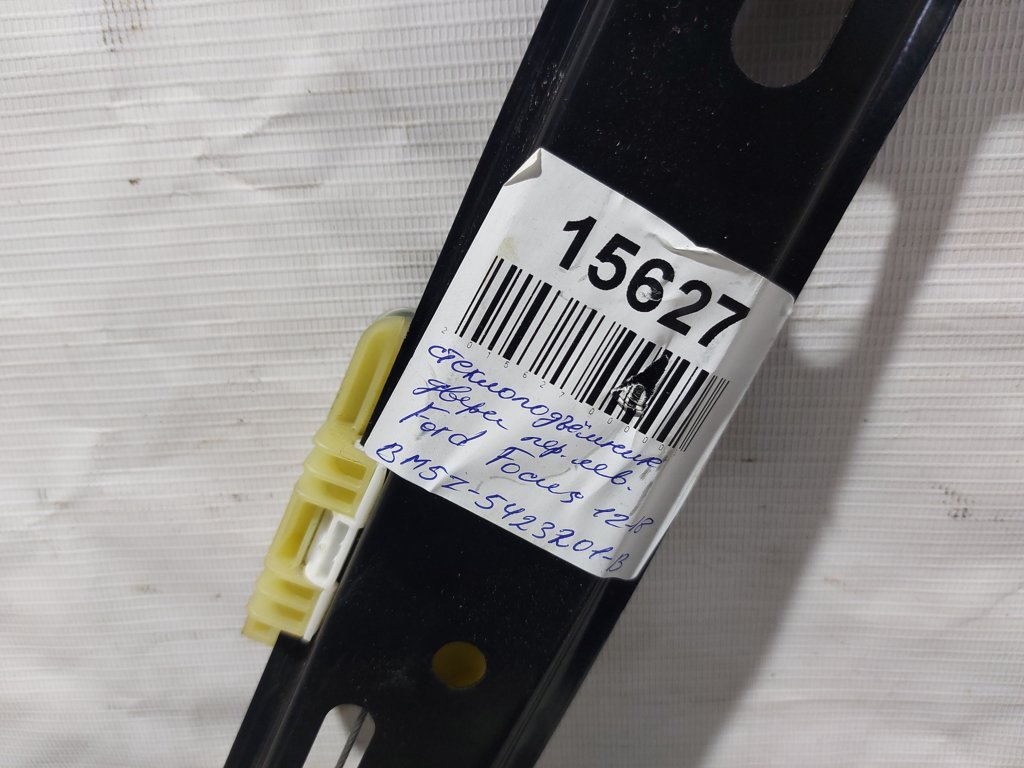 15627
стеклоподъёмник
двери пер. лев.
Ford Focus 12-18
BM5Z-5423201-B